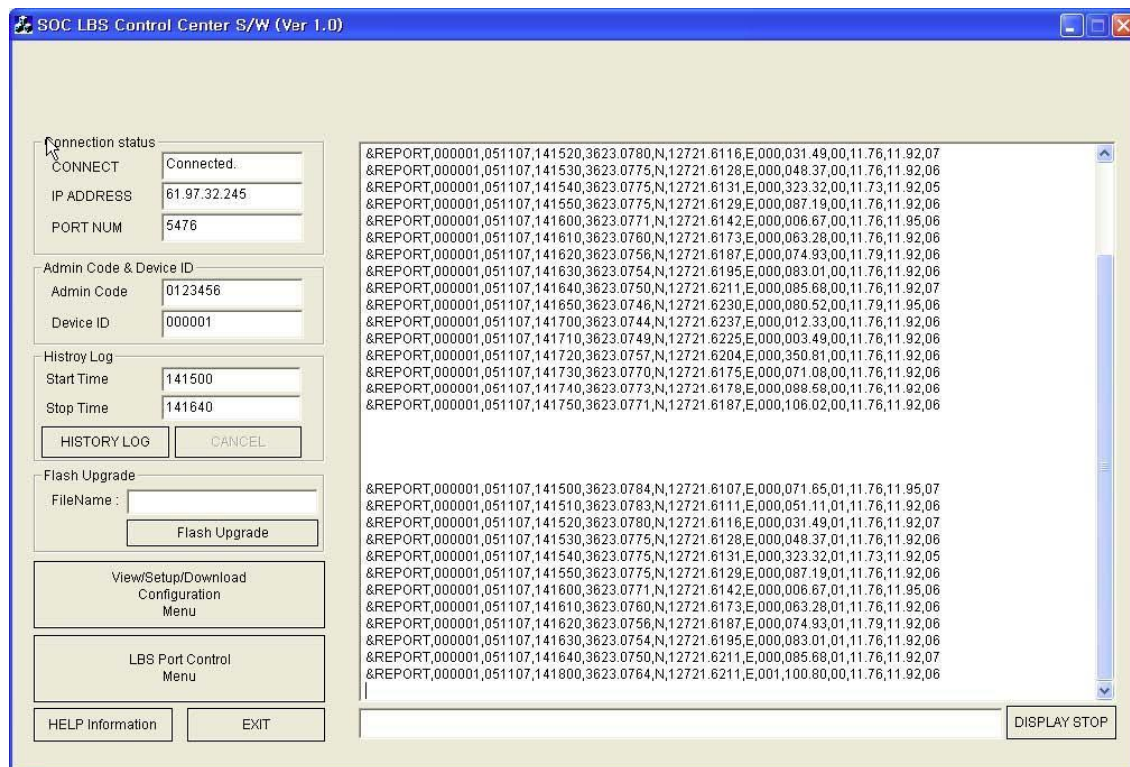 SOC LBS Control Center S/W (Ver 1.0)
Connection status
CONNECT Connected.
IP ADDRESS 61.97.32.245
PORT NUM 5476
Admin Code & Device ID
Admin Code 0123456
Device ID 000001
Histroy Log
Start Time 141500
Stop Time 141640
HISTORY LOG CANCEL
Flash Upgrade
FileName :
Flash Upgrade
View/Setup/Download
Configuration
Menu
LBS Port Control
Menu
HELP Information EXIT
&REPORT,000001,051107,141520,3623.0780,N,12721.6116,E,000,031.49,00,11.76,11.92,07
&REPORT,000001,051107,141530,3623.0775,N,12721.6128,E,000,048.37,00,11.76,11.92,06
&REPORT,000001,051107,141540,3623.0775,N,12721.6131,E,000,323.32,00,11.73,11.92,05
&REPORT,000001,051107,141550,3623.0775,N,12721.6129,E,000,087.19,00,11.76,11.92,06
&REPORT,000001,051107,141600,3623.0771,N,12721.6142,E,000,006.67,00,11.76,11.95,06
&REPORT,000001,051107,141610,3623.0760,N,12721.6173,E,000,063.28,00,11.76,11.92,06
&REPORT,000001,051107,141620,3623.0756,N,12721.6187,E,000,074.93,00,11.79,11.92,06
&REPORT,000001,051107,141630,3623.0754,N,12721.6195,E,000,083.01,00,11.76,11.92,06
&REPORT,000001,051107,141640,3623.0750,N,12721.6211,E,000,085.68,00,11.76,11.92,07
&REPORT,000001,051107,141650,3623.0746,N,12721.6230,E,000,080.52,00,11.79,11.95,06
&REPORT,000001,051107,141700,3623.0744,N,12721.6237,E,000,012.33,00,11.76,11.92,06
&REPORT,000001,051107,141710,3623.0749,N,12721.6225,E,000,003.49,00,11.76,11.92,06
&REPORT,000001,051107,141720,3623.0757,N,12721.6204,E,000,350.81,00,11.76,11.92,06
&REPORT,000001,051107,141730,3623.0770,N,12721.6175,E,000,071.08,00,11.76,11.92,06
&REPORT,000001,051107,141740,3623.0773,N,12721.6178,E,000,088.58,00,11.76,11.92,06
&REPORT,000001,051107,141750,3623.0771,N,12721.6187,E,000,106.02,00,11.76,11.92,06
&REPORT,000001,051107,141500,3623.0784,N,12721.6107,E,000,071.65,01,11.76,11.95,07
&REPORT,000001,051107,141510,3623.0783,N,12721.6111,E,000,051.11,01,11.76,11.92,06
&REPORT,000001,051107,141520,3623.0780,N,12721.6116,E,000,031.49,01,11.76,11.92,07
&REPORT,000001,051107,141530,3623.0775,N,12721.6128,E,000,048.37,01,11.76,11.92,06
&REPORT,000001,051107,141540,3623.0775,N,12721.6131,E,000,323.32,01,11.73,11.92,05
&REPORT,000001,051107,141550,3623.0775,N,12721.6129,E,000,087.19,01,11.76,11.92,06
&REPORT,000001,051107,141600,3623.0771,N,12721.6142,E,000,006.67,01,11.76,11.95,06
&REPORT,000001,051107,141610,3623.0760,N,12721.6173,E,000,063.28,01,11.76,11.92,06
&REPORT,000001,051107,141620,3623.0756,N,12721.6187,E,000,074.93,01,11.79,11.92,06
&REPORT,000001,051107,141630,3623.0754,N,12721.6195,E,000,083.01,01,11.76,11.92,06
&REPORT,000001,051107,141640,3623.0750,N,12721.6211,E,000,085.68,01,11.76,11.92,07
&REPORT,000001,051107,141800,3623.0764,N,12721.6211,E,001,100.80,00,11.76,11.92,06
DISPLAY STOP